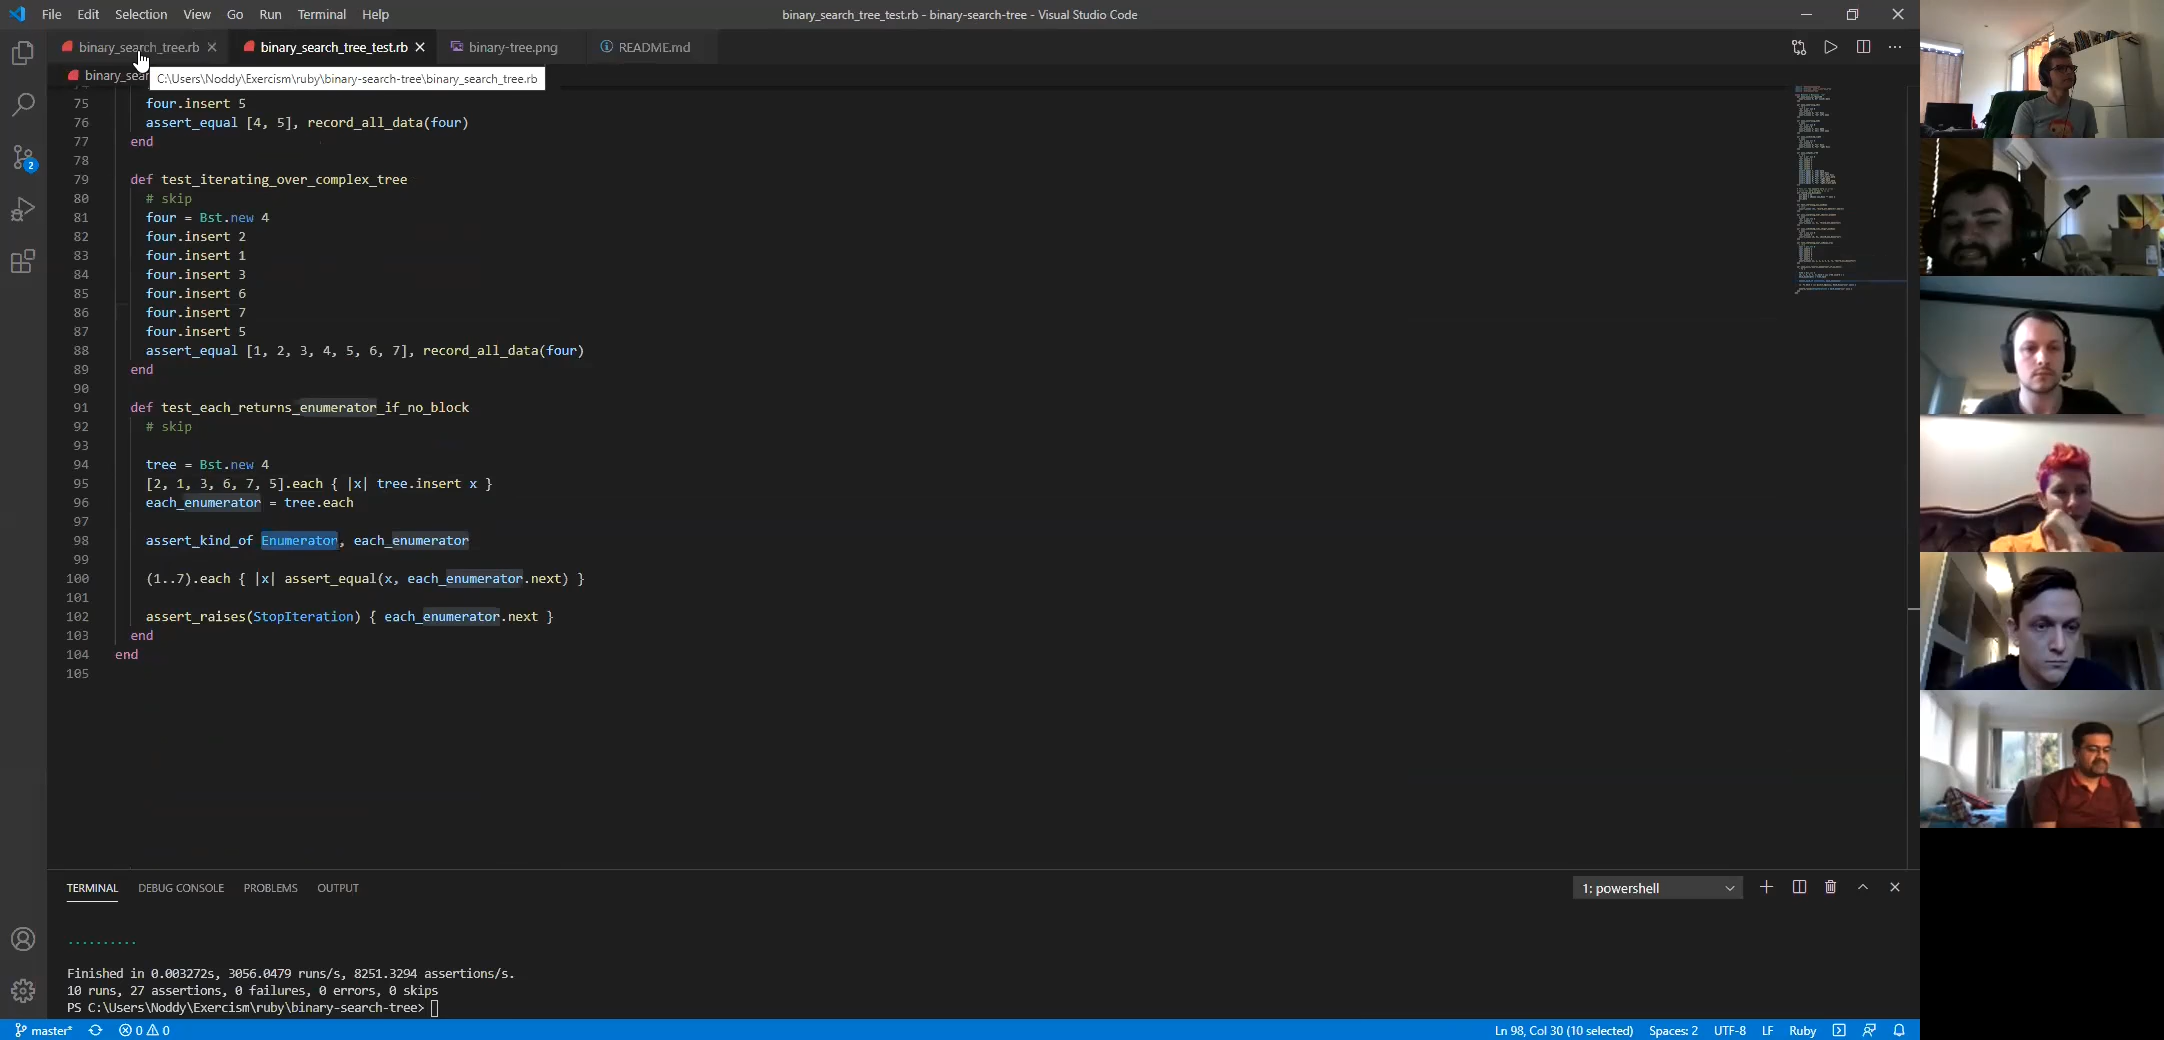 File Edit Selection View Go Run Terminal Help
binary_search_tree_test.rb - binary-search-tree - Visual Studio Code
binary_search_tree.rb
binary_search_tree_test.rb
binary-tree.png
README.md
binary_sear
C:\Users\Noddy\Exercism\ruby\binary-search-tree\binary_search_tree.rb
75 four.insert 5
76 assert_equal [4, 5], record_all_data(four)
77 end
78
79 def test_iterating_over_complex_tree
80 # skip
81 four = Bst.new 4
82 four.insert 2
83 four.insert 1
84 four.insert 3
85 four.insert 6
86 four.insert 7
87 four.insert 5
88 assert_equal [1, 2, 3, 4, 5, 6, 7], record_all_data(four)
89 end
90
91 def test_each_returns_enumerator_if_no_block
92 # skip
93
94 tree = Bst.new 4
95 [2, 1, 3, 6, 7, 5].each { |x| tree.insert x }
96 each_enumerator = tree.each
97
98 assert_kind_of Enumerator, each_enumerator
99
100 (1..7).each { |x| assert_equal(x, each_enumerator.next) }
101
102 assert_raises(StopIteration) { each_enumerator.next }
103 end
104 end
105
2
TERMINAL DEBUG CONSOLE PROBLEMS OUTPUT
1: powershell
..........
Finished in 0.003272s, 3056.0479 runs/s, 8251.3294 assertions/s.
10 runs, 27 assertions, 0 failures, 0 errors, 0 skips
PS C:\Users\Noddy\Exercism\ruby\binary-search-tree>
master* 0 0
Ln 98, Col 30 (10 selected) Spaces: 2 UTF-8 LF Ruby